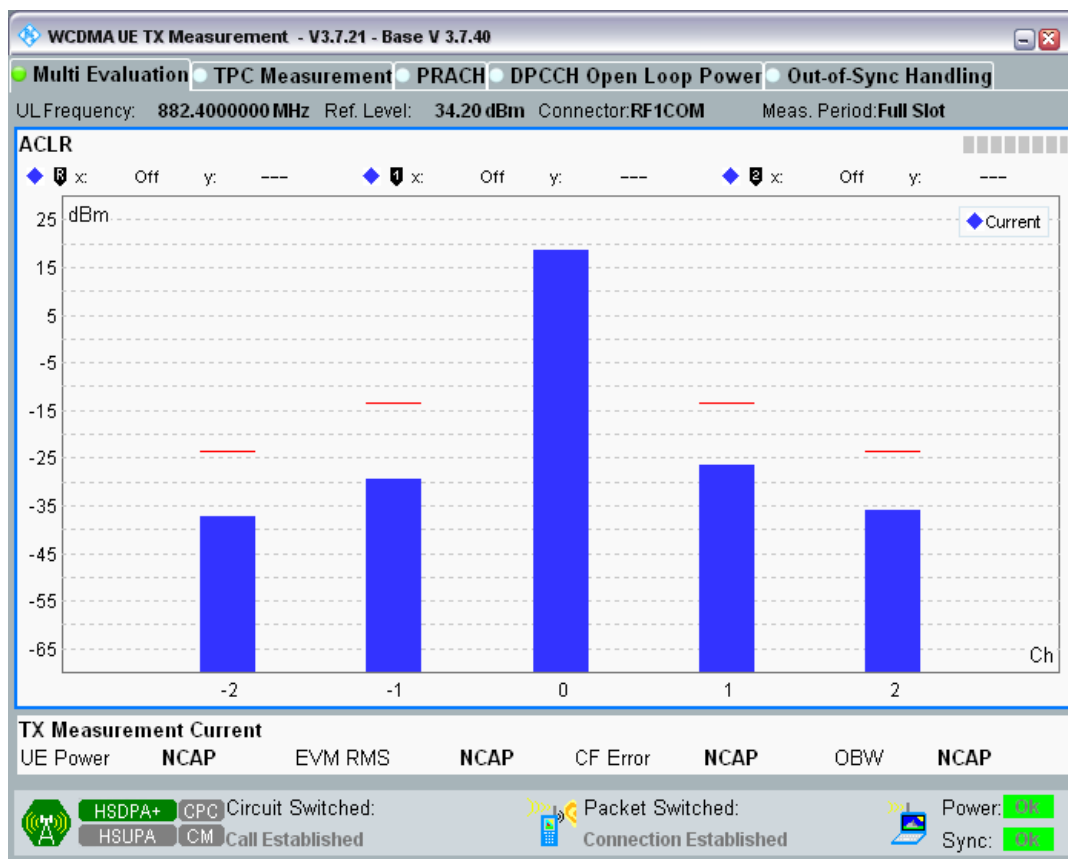 WCDMA UE TX Measurement - V3.7.21 - Base V 3.7.40
Multi Evaluation TPC Measurement PRACH DPCCH Open Loop Power Out-of-Sync Handling
UL Frequency: 882.4000000 MHz Ref. Level: 34.20 dBm Connector:RF1COM Meas. Period:Full Slot
ACLR
R x: Off y: --- 1 x: Off y: --- 2 x: Off y: ---
25 dBm Current
15
5
-5
-15
-25
-35
-45
-55
-65 Ch
-2 -1 0 1 2
TX Measurement Current
UE Power NCAP EVM RMS NCAP CF Error NCAP OBW NCAP
HSDPA+ CPC Circuit Switched: Packet Switched: Power: Ok
HSUPA CM Call Established Connection Established Sync: Ok